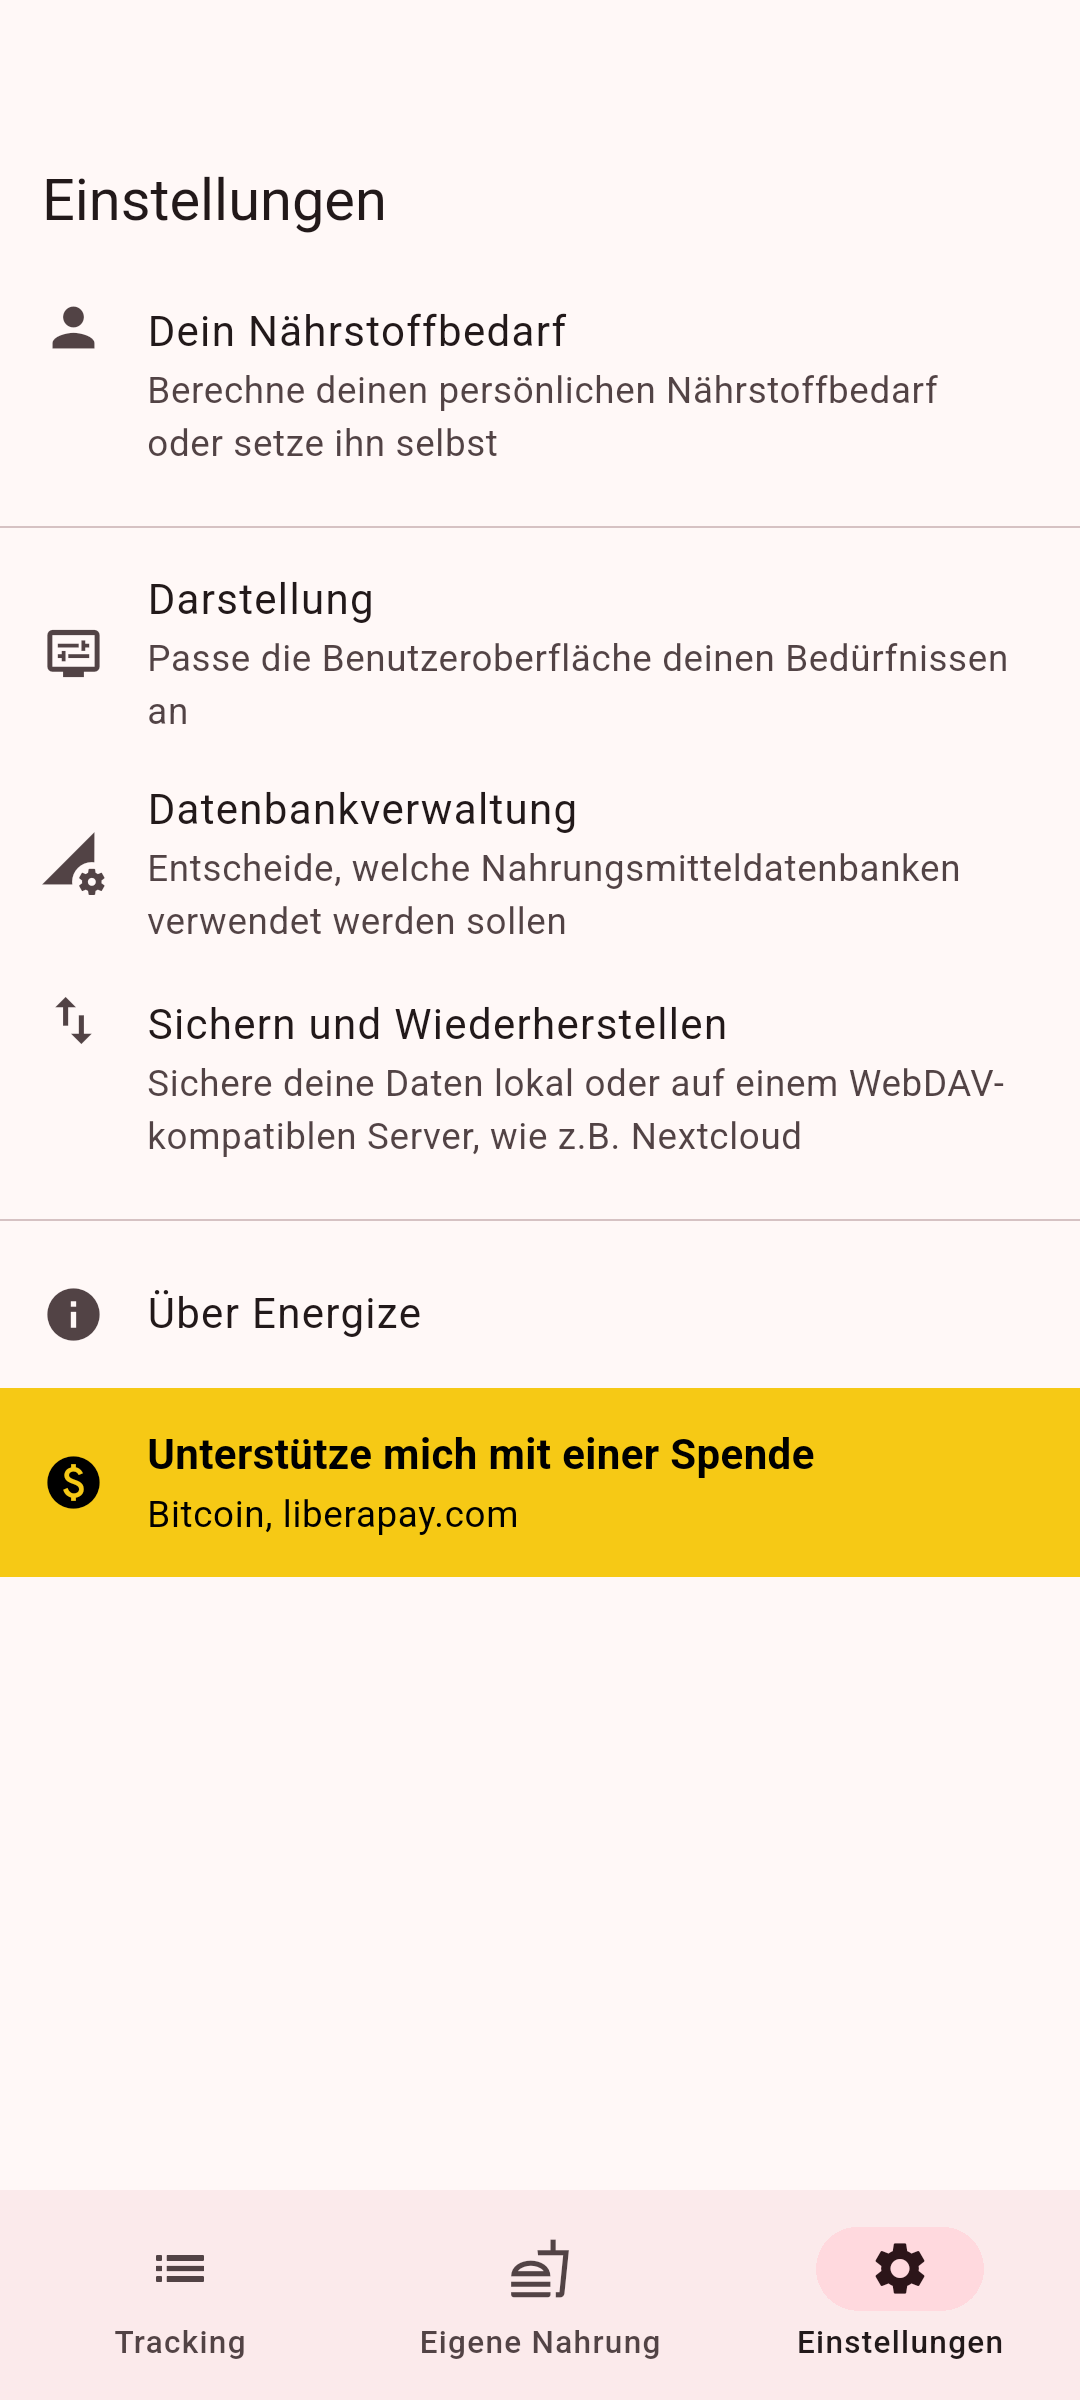 Einstellungen
Dein Nährstoffbedarf
Berechne deinen persönlichen Nährstoffbedarf
oder setze ihn selbst
Darstellung
Passe die Benutzeroberfläche deinen Bedürfnissen
an
Datenbankverwaltung
Entscheide, welche Nahrungsmitteldatenbanken
verwendet werden sollen
Sichern und Wiederherstellen
Sichere deine Daten lokal oder auf einem WebDAV-
kompatiblen Server, wie z.B. Nextcloud
Über Energize
Unterstütze mich mit einer Spende
Bitcoin, liberapay.com
Tracking
Eigene Nahrung
Einstellungen